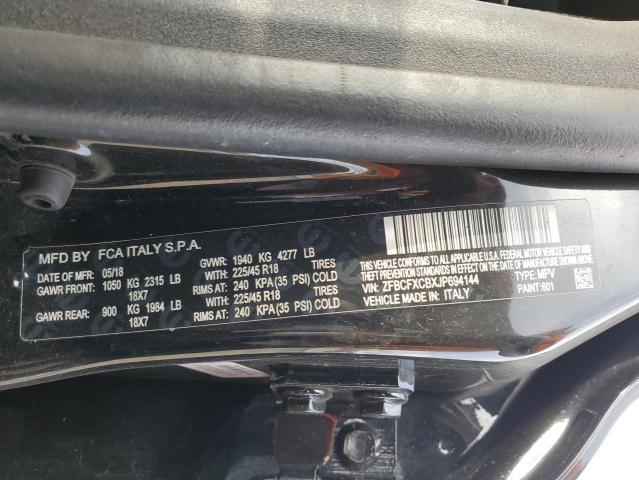 MFD BY FCA ITALY S.P.A.
DATE OF MFR: 05/18 GVWR: 1940 KG 4277 LB
GAWR FRONT: 1050 KG 2315 LB WITH: 225/45 R18 TIRES
18X7 RIMS AT: 240 KPA (35 PSI) COLD
GAWR REAR: 900 KG 1984 LB WITH: 225/45 R18 TIRES
18X7 RIMS AT: 240 KPA (35 PSI) COLD
THIS VEHICLE CONFORMS TO ALL APPLICABLE U.S.A. FEDERAL MOTOR
VEHICLE SAFETY, BUMPER AND
THEFT PREVENTION STANDARDS IN EFFECT ON THE DATE OF MANUFACTURE SHOWN ABOVE.
VIN: ZFBCFXCBXJP694144 TYPE: MPV
VEHICLE MADE IN: ITALY PAINT: 601